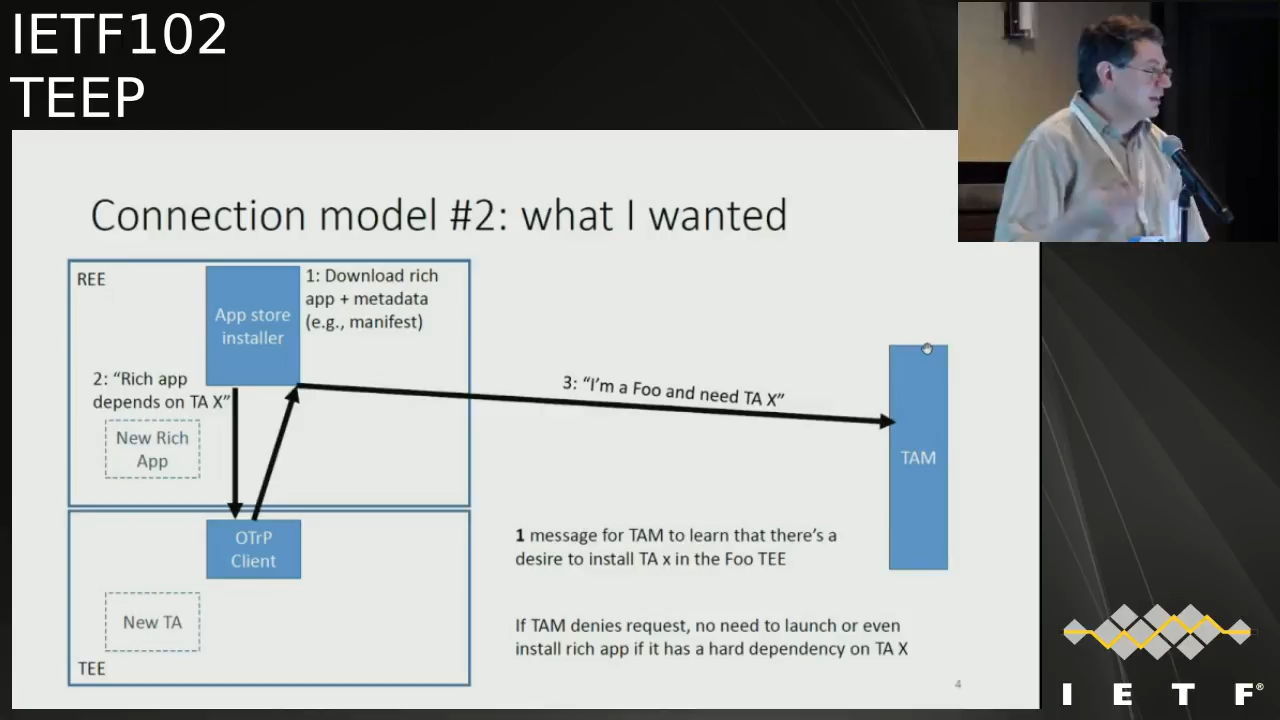 IETF102
TEEP
Connection model #2: what I wanted
REE
App store
installer
1: Download rich
app + metadata
(e.g., manifest)
2: “Rich app
depends on TA X”
3: “I’m a Foo and need TA X”
New Rich
App
TAM
OTrP
Client
1 message for TAM to learn that there’s a
desire to install TA x in the Foo TEE
New TA
If TAM denies request, no need to launch or even
install rich app if it has a hard dependency on TA X
TEE
4
I E T F®